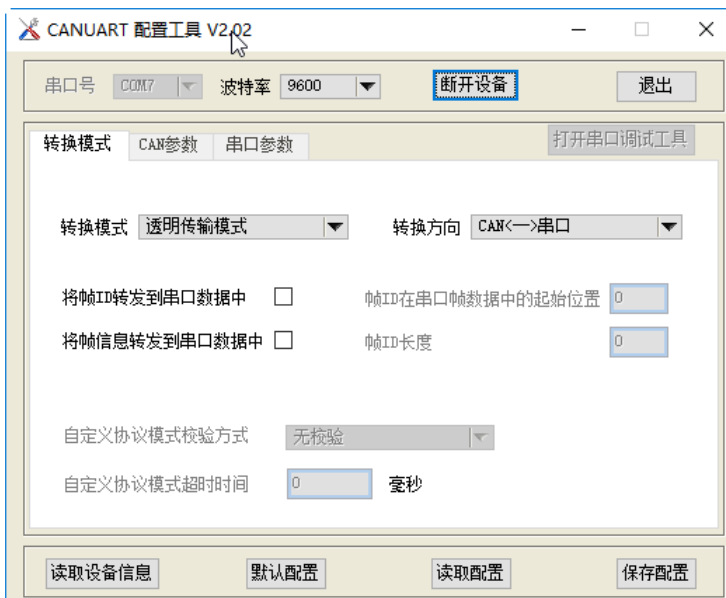 CANUART 配置工具 V2.02
串口号 COM7 波特率 9600 断开设备 退出
打开串口调试工具
转换模式 CAN参数 串口参数
转换模式 透明传输模式 转换方向 CAN<—>串口
将帧ID转发到串口数据中 帧ID在串口帧数据中的起始位置 0
将帧信息转发到串口数据中 帧ID长度 0
自定义协议模式校验方式 无校验
自定义协议模式超时时间 0 毫秒
读取设备信息 默认配置 读取配置 保存配置